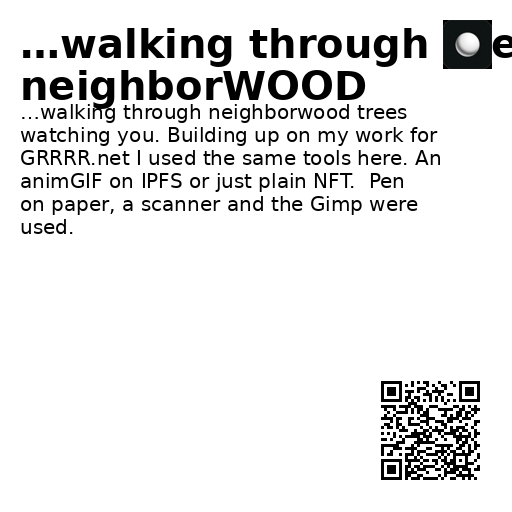 ...walking through e
neighborWOOD
...walking through neighborwood trees
watching you. Building up on my work for
GRRRR.net I used the same tools here. An
animGIF on IPFS or just plain NFT.  Pen
on paper, a scanner and the Gimp were
used.